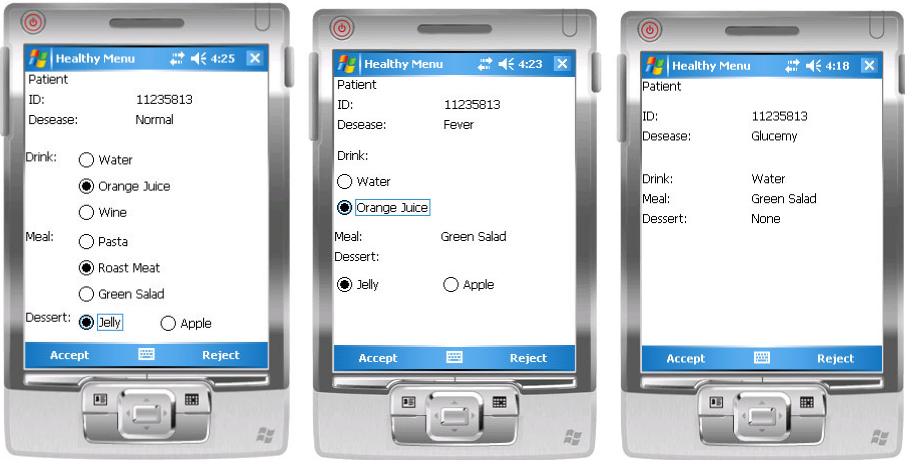 Healthy Menu 4:25
Patient
ID: 11235813
Desease: Normal
Drink: Water
Orange Juice
Wine
Meal: Pasta
Roast Meat
Green Salad
Dessert: Jelly Apple
Accept Reject
Healthy Menu 4:23
Patient
ID: 11235813
Desease: Fever
Drink:
Water
Orange Juice
Meal: Green Salad
Dessert:
Jelly Apple
Accept Reject
Healthy Menu 4:18
Patient
ID: 11235813
Desease: Glucemy
Drink: Water
Meal: Green Salad
Dessert: None
Accept Reject